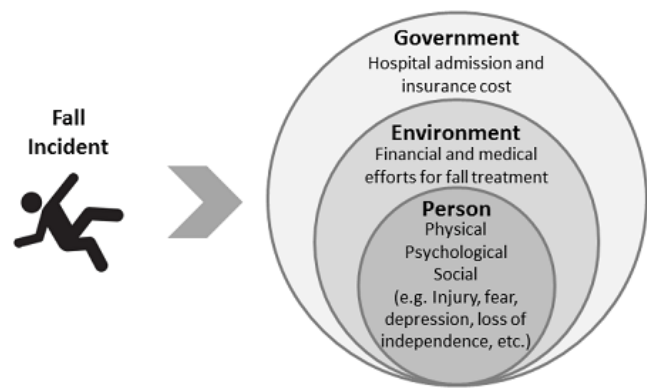 Fall
Incident
Government
Hospital admission and
insurance cost
Environment
Financial and medical
efforts for fall treatment
Person
Physical
Psychological
Social
(e.g. Injury, fear,
depression, loss of
independence, etc.)